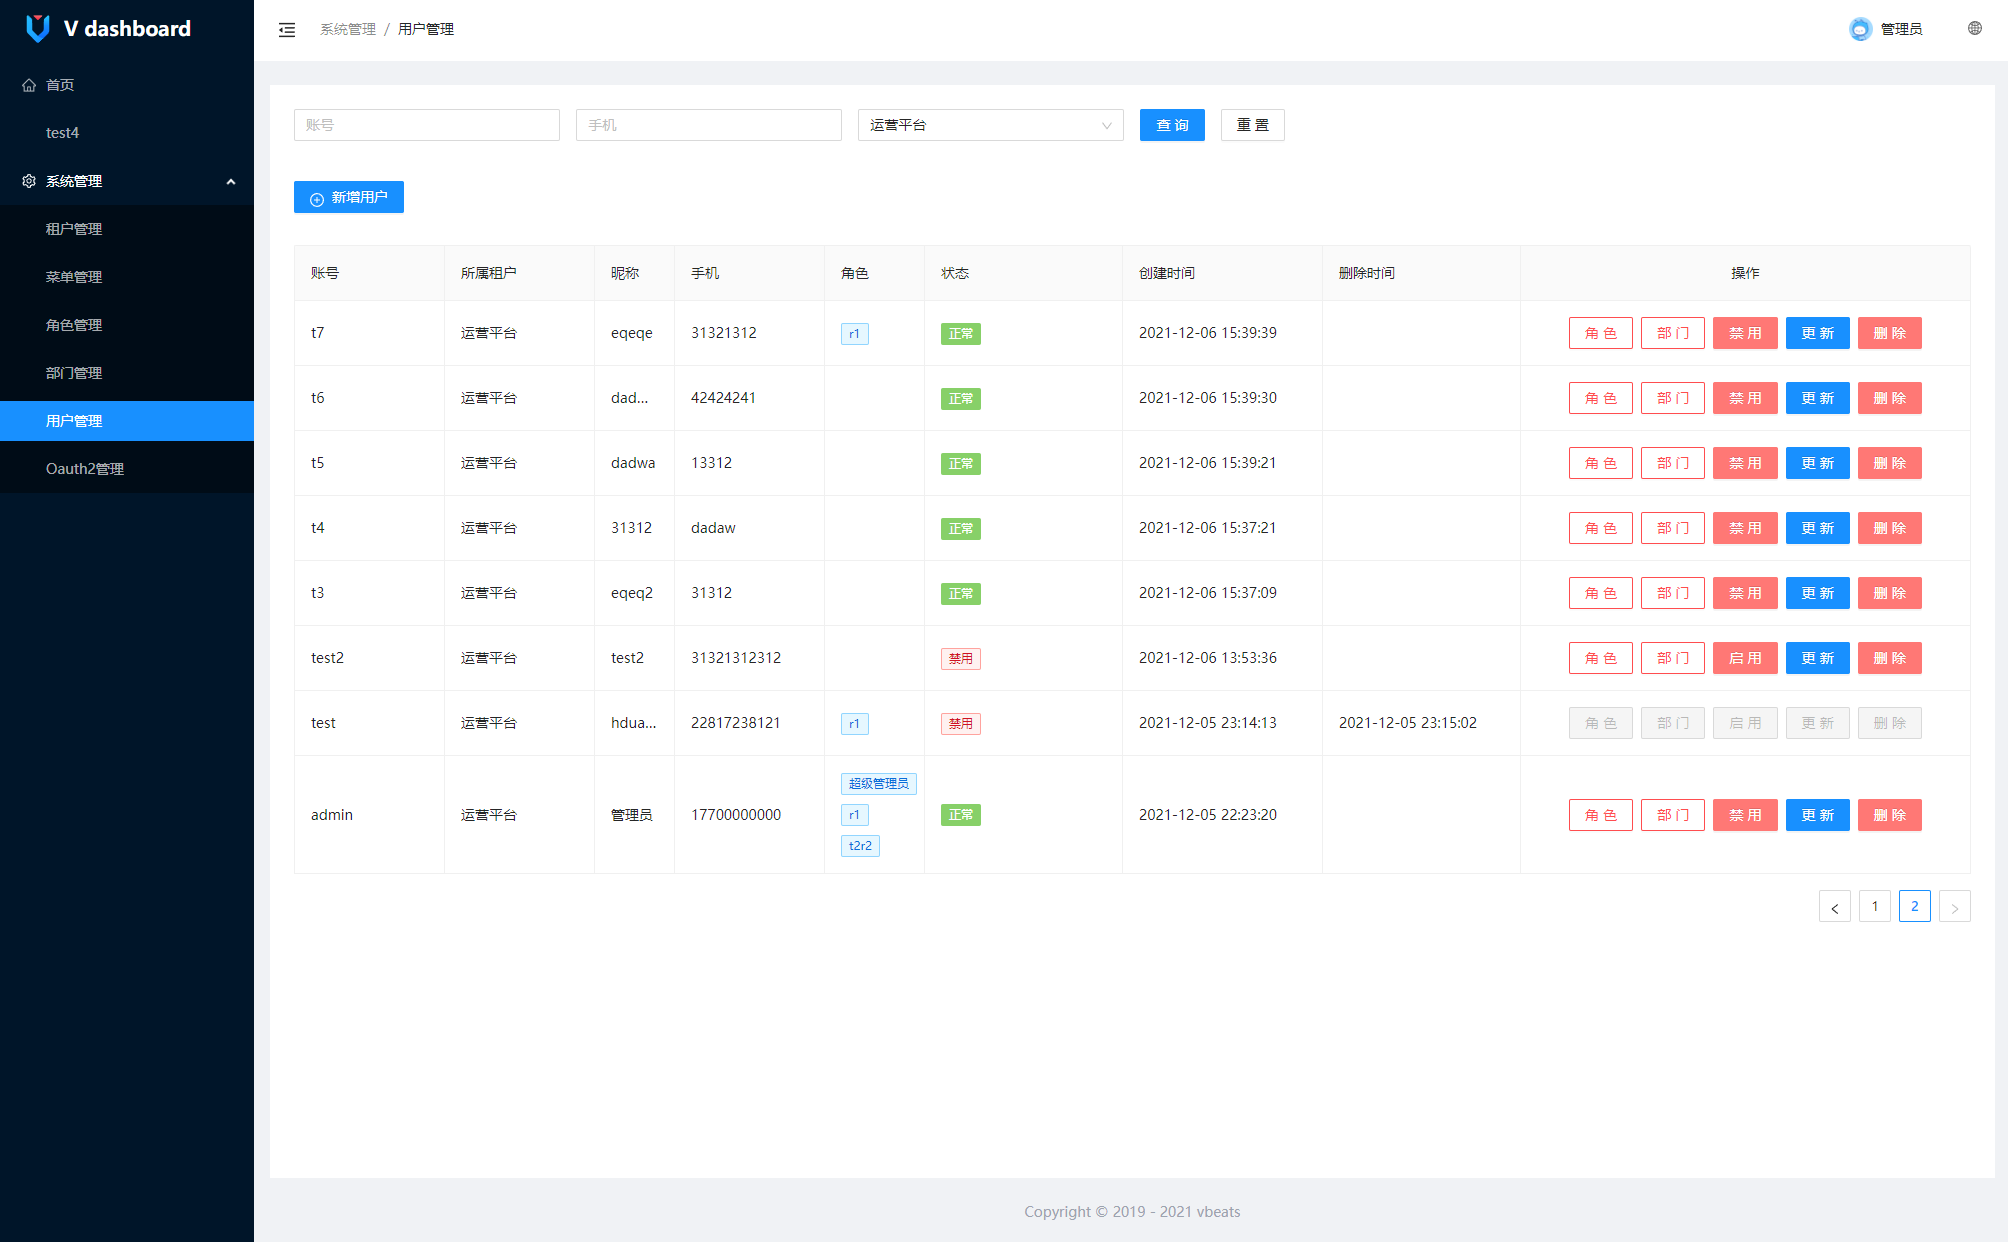 V dashboard
首页
test4
系统管理
租户管理
菜单管理
角色管理
部门管理
用户管理
Oauth2管理
系统管理 / 用户管理
管理员
账号 手机 运营平台 查 询 重 置
新增用户
账号 所属租户 昵称 手机 角色 状态 创建时间 删除时间 操作
t7 运营平台 eqeqe 31321312 r1 正常 2021-12-06 15:39:39 角 色 部 门 禁 用 更 新 删 除
t6 运营平台 dad... 42424241 正常 2021-12-06 15:39:30 角 色 部 门 禁 用 更 新 删 除
t5 运营平台 dadwa 13312 正常 2021-12-06 15:39:21 角 色 部 门 禁 用 更 新 删 除
t4 运营平台 31312 dadaw 正常 2021-12-06 15:37:21 角 色 部 门 禁 用 更 新 删 除
t3 运营平台 eqeq2 31312 正常 2021-12-06 15:37:09 角 色 部 门 禁 用 更 新 删 除
test2 运营平台 test2 31321312312 禁用 2021-12-06 13:53:36 角 色 部 门 启 用 更 新 删 除
test 运营平台 hdua... 22817238121 r1 禁用 2021-12-05 23:14:13 2021-12-05 23:15:02 角 色 部 门 启 用 更 新 删 除
超级管理员
admin 运营平台 管理员 17700000000 r1 正常 2021-12-05 22:23:20 角 色 部 门 禁 用 更 新 删 除
t2r2
< 1 2 >
Copyright © 2019 - 2021 vbeats